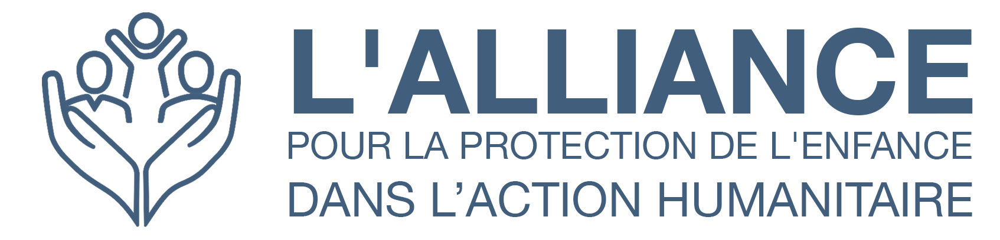 L'ALLIANCE
POUR LA PROTECTION DE L'ENFANCE
DANS L’ACTION HUMANITAIRE